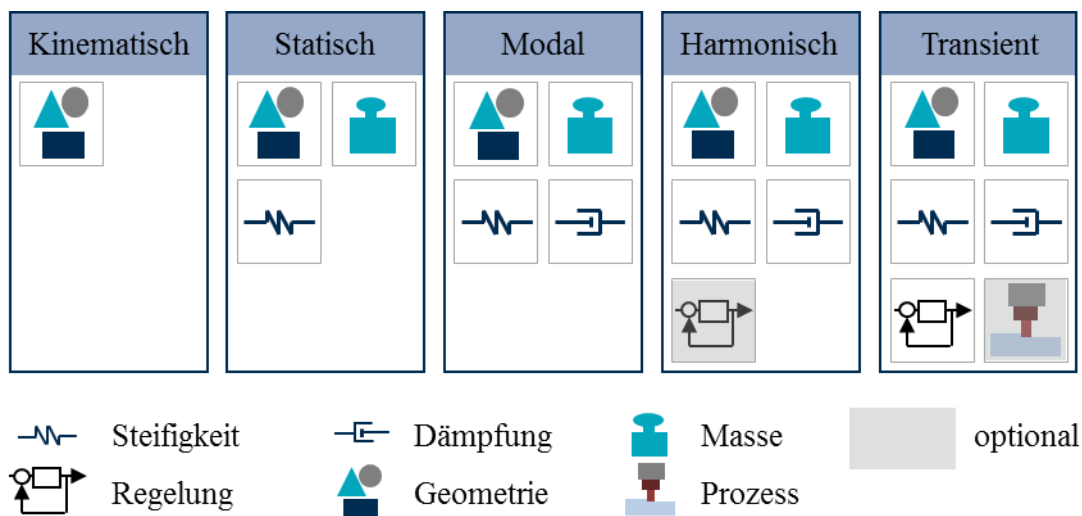 Kinematisch
Statisch
Modal
Harmonisch
Transient
Steifigkeit
Dämpfung
Masse
optional
Regelung
Geometrie
Prozess